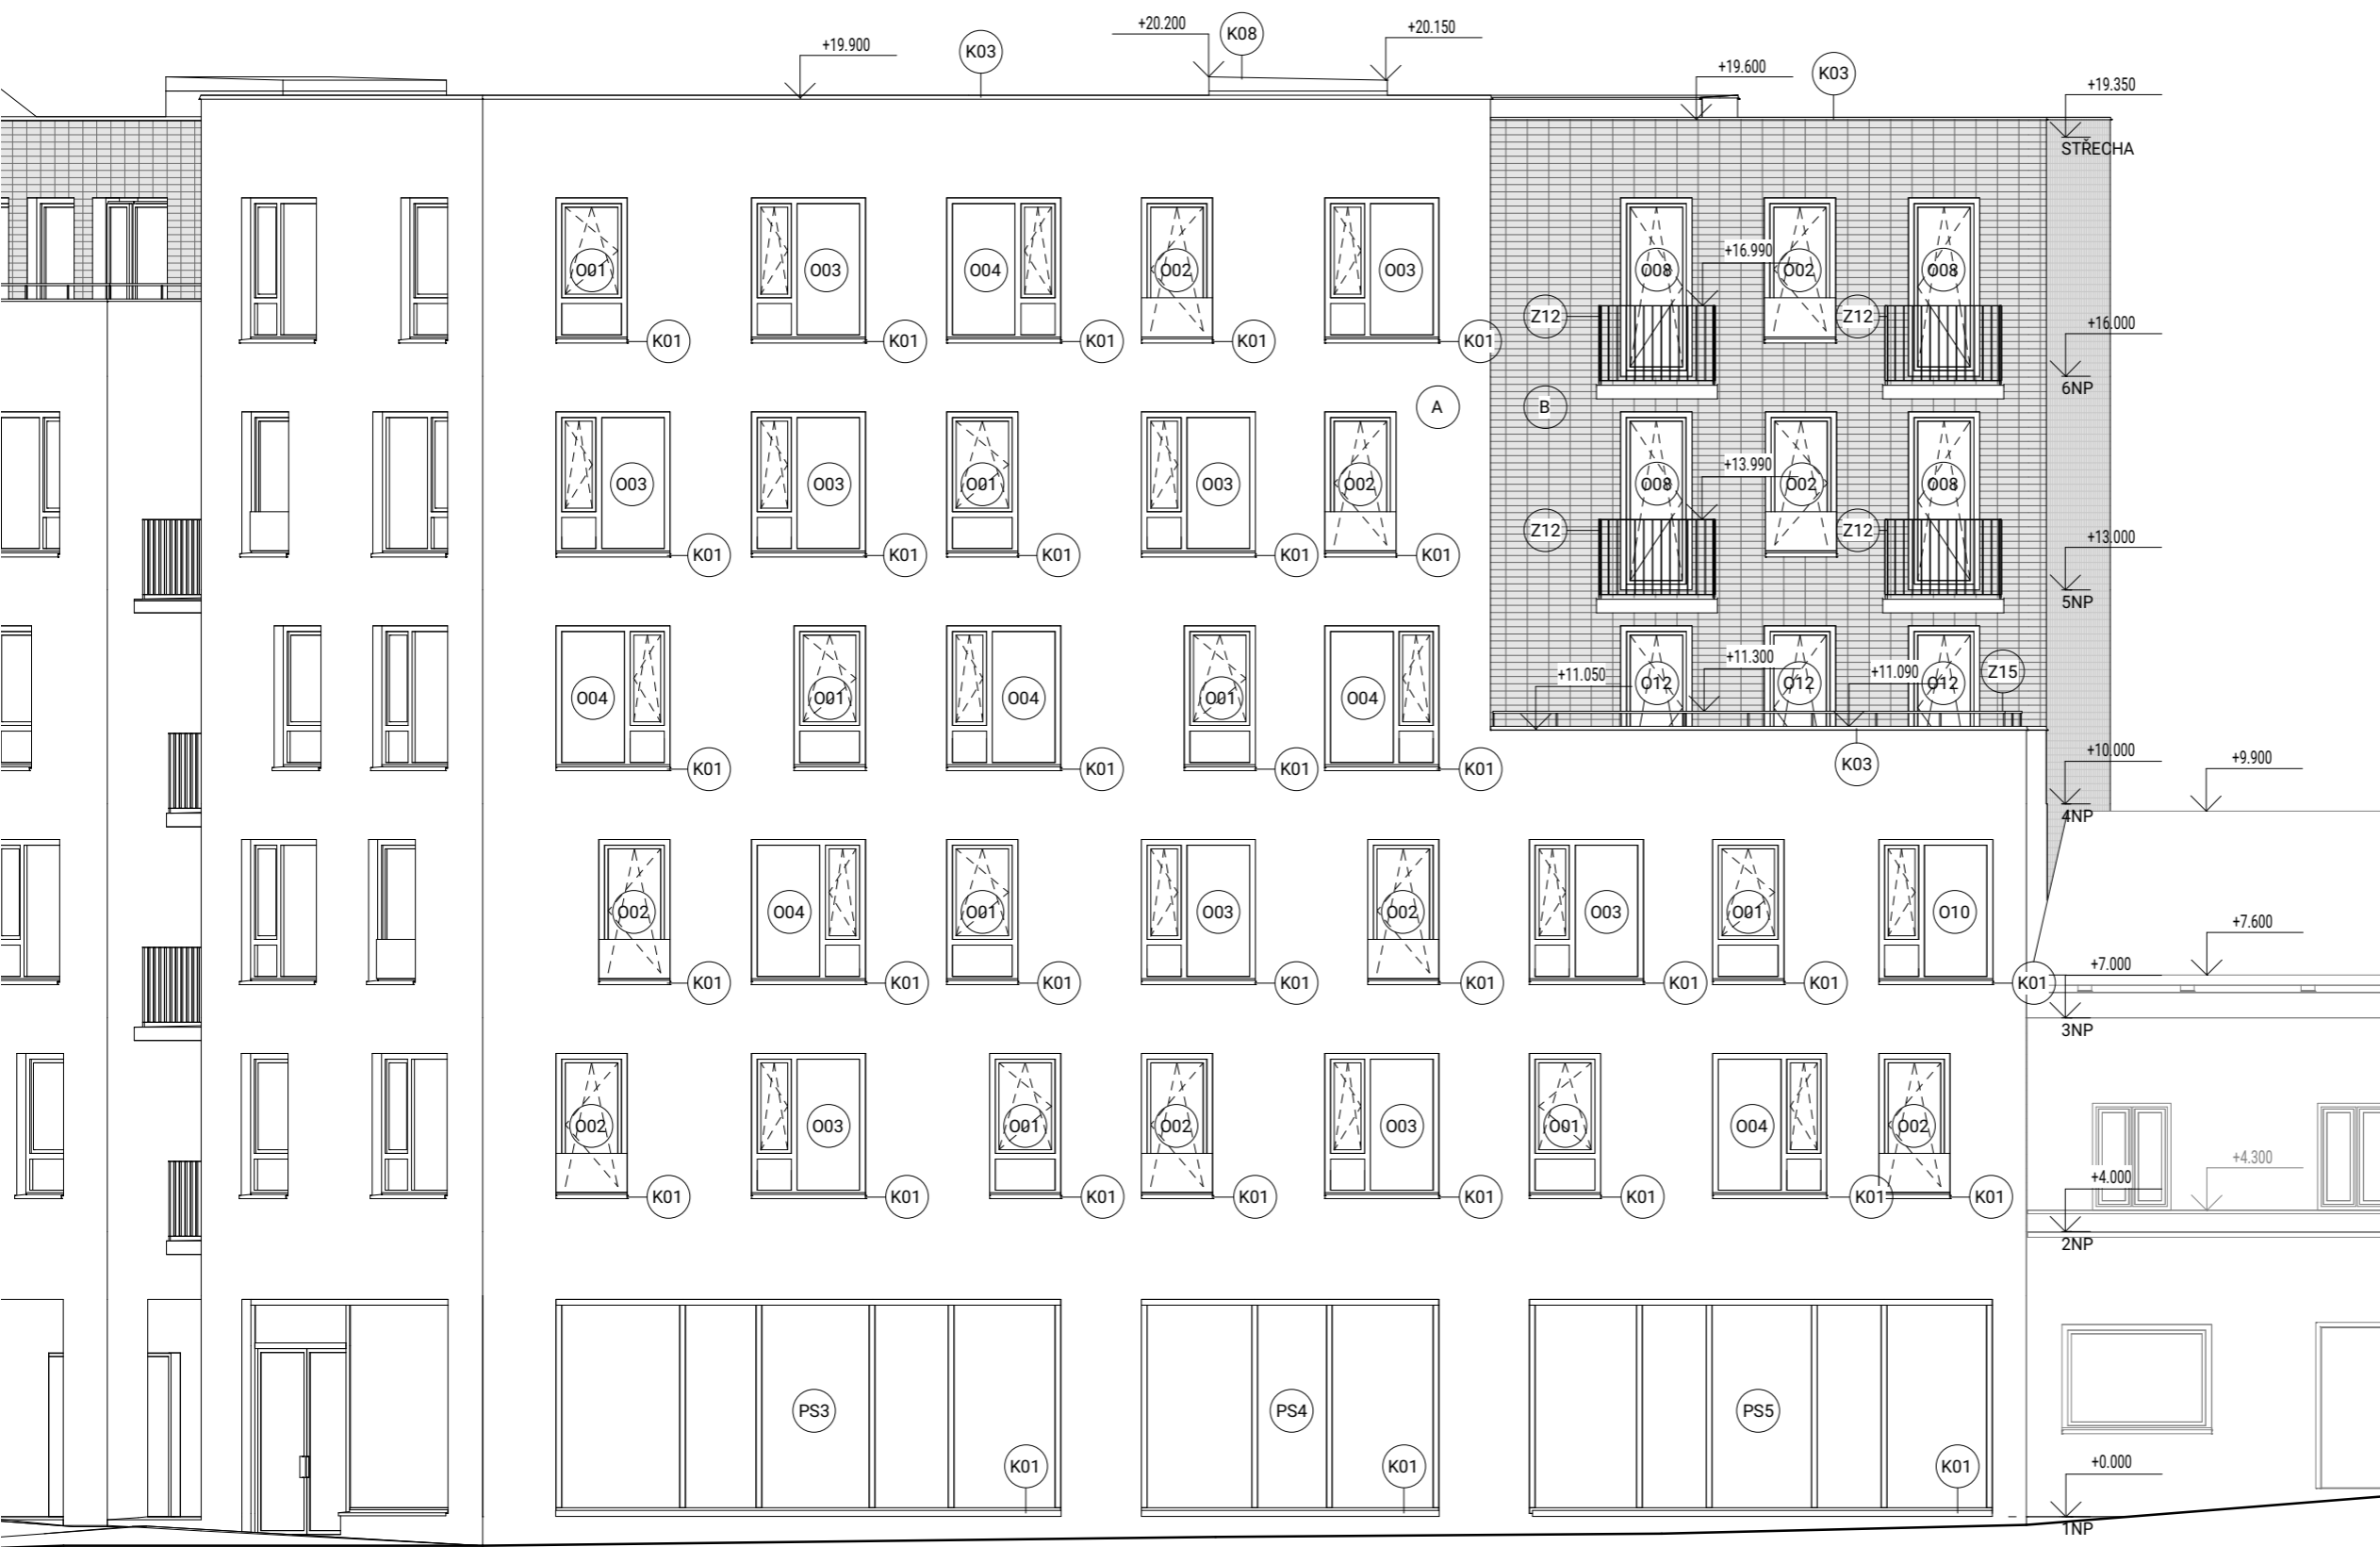 +20.200 K08 +20.150
+19.900 K03
+19.600 K03
+19.350
STŘECHA
O01 O03 O04 O02 O03 O08 +16.990 O02 O08
Z12 Z12
+16.000
K01 K01 K01 K01 K01
6NP
A B
O03 O03 O01 O03 O02 O08 +13.990 O02 O08
Z12 Z12
+13.000
K01 K01 K01 K01 K01
5NP
O04 O01 O04 O01 O04 +11.050 O12 +11.300 O12 +11.090 O12 Z15
K01 K01 K01 K01 K03
+10.000 +9.900
4NP
O02 O04 O01 O03 O02 O03 O01 O10
+7.600
+7.000
K01 K01 K01 K01 K01 K01 K01 K01
3NP
O02 O03 O01 O02 O03 O01 O04 O02
+4.300
+4.000
K01 K01 K01 K01 K01 K01 K01 K01
2NP
PS3 PS4 PS5
K01 K01 K01
+0.000
1NP